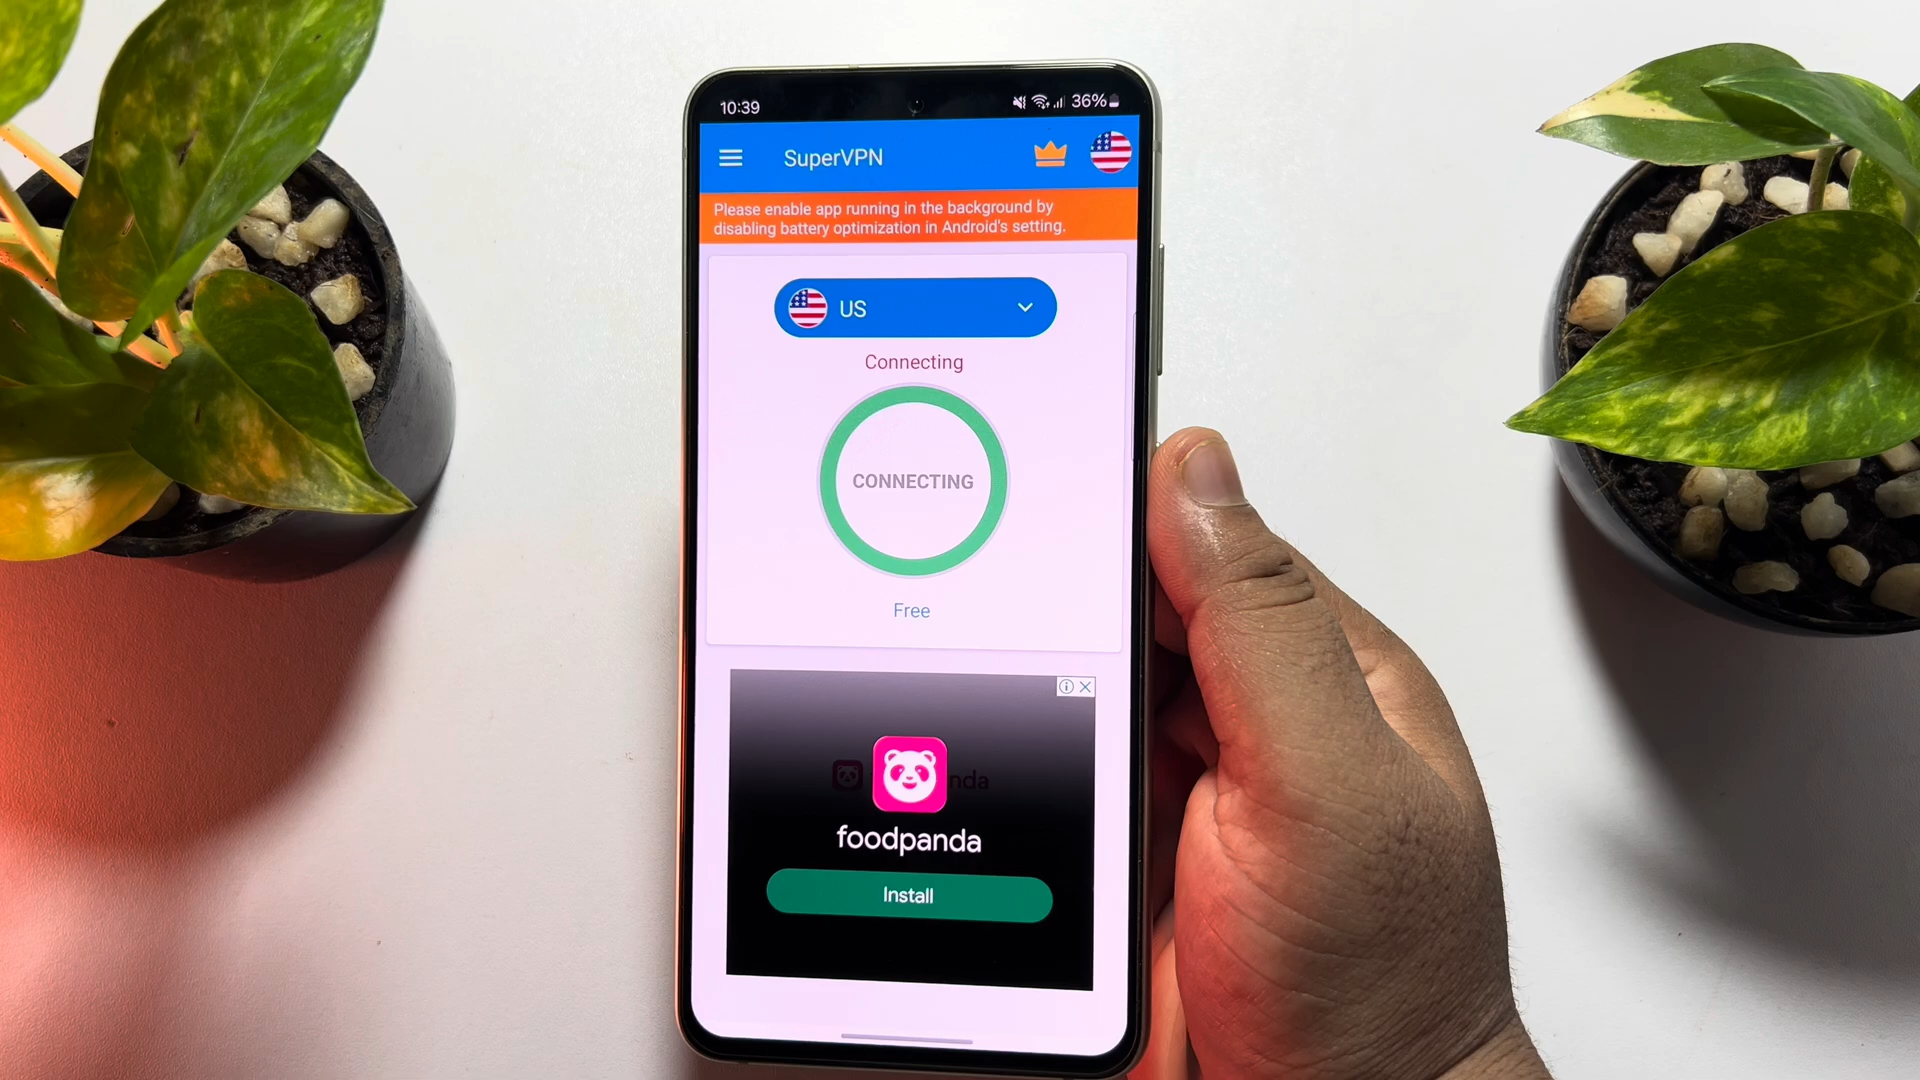 10:39
36%
SuperVPN
Please enable app running in the background by
disabling battery optimization in Android's setting.
US
Connecting
CONNECTING
Free
nda
foodpanda
Install